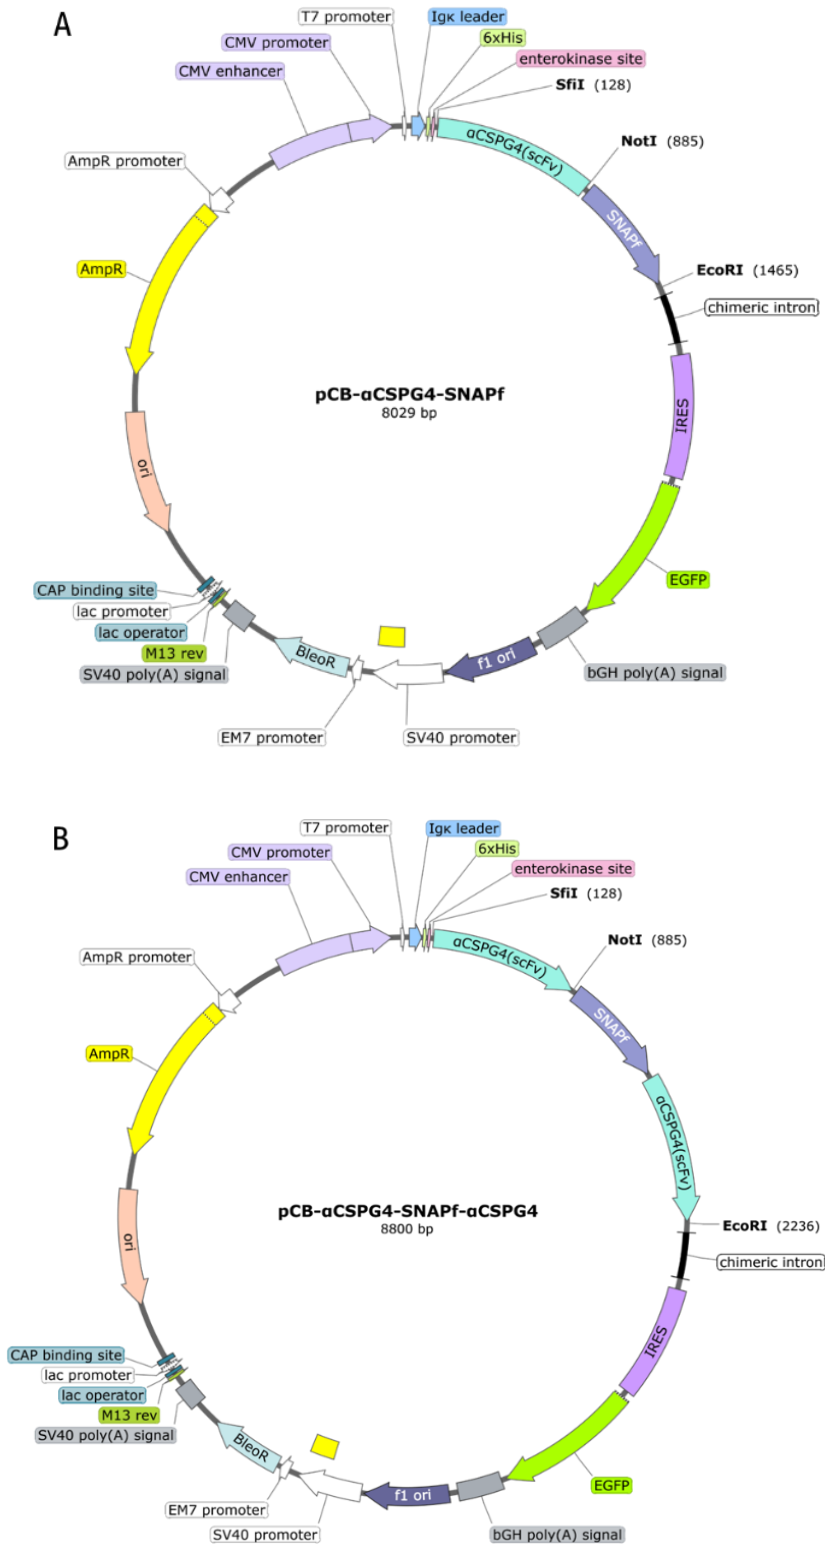 A
T7 promoter
Igκ leader
CMV promoter
6xHis
CMV enhancer
enterokinase site
SfiI (128)
αCSPG4(scFv)
NotI (885)
AmpR promoter
SNAPf
AmpR
EcoRI (1465)
chimeric intron
pCB-αCSPG4-SNAPf
8029 bp
IRES
ori
EGFP
CAP binding site
lac promoter
lac operator
M13 rev
SV40 poly(A) signal
BleoR
f1 ori
bGH poly(A) signal
EM7 promoter
SV40 promoter
B
T7 promoter
Igκ leader
CMV promoter
6xHis
CMV enhancer
enterokinase site
SfiI (128)
αCSPG4(scFv)
NotI (885)
AmpR promoter
SNAPf
AmpR
αCSPG4(scFv)
pCB-αCSPG4-SNAPf-αCSPG4
8800 bp
EcoRI (2236)
ori
chimeric intron
IRES
CAP binding site
lac promoter
lac operator
M13 rev
SV40 poly(A) signal
BleoR
EGFP
f1 ori
EM7 promoter
SV40 promoter
bGH poly(A) signal